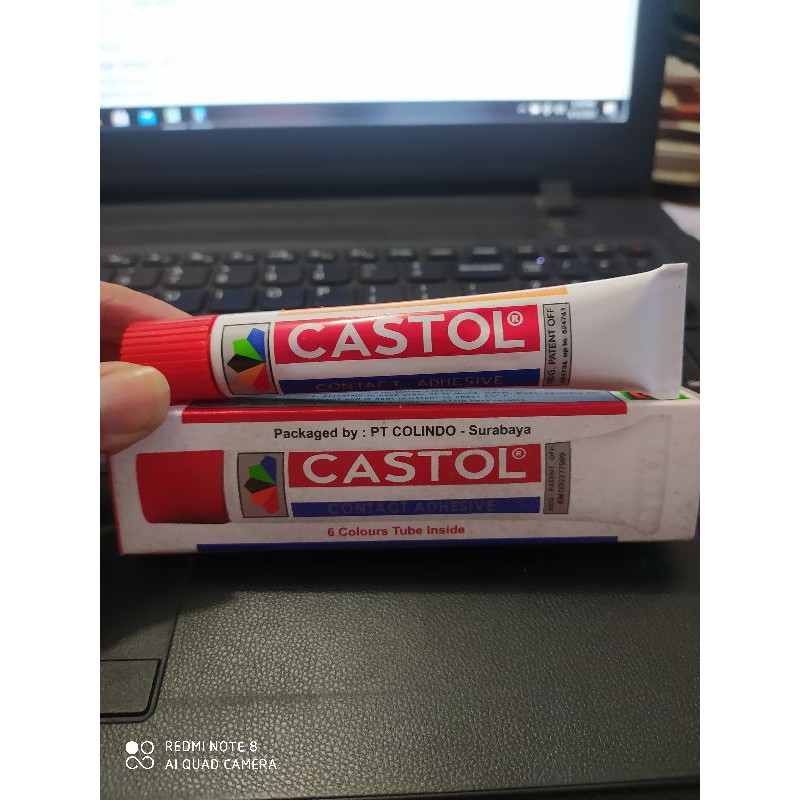 CASTOL®
CONTACT ADHESIVE
REG. PATENT OFF
Packaged by : PT COLINDO - Surabaya
CASTOL®
CONTACT ADHESIVE
REG. PATENT OFF
6 Colours Tube Inside
REDMI NOTE 8
AI QUAD CAMERA